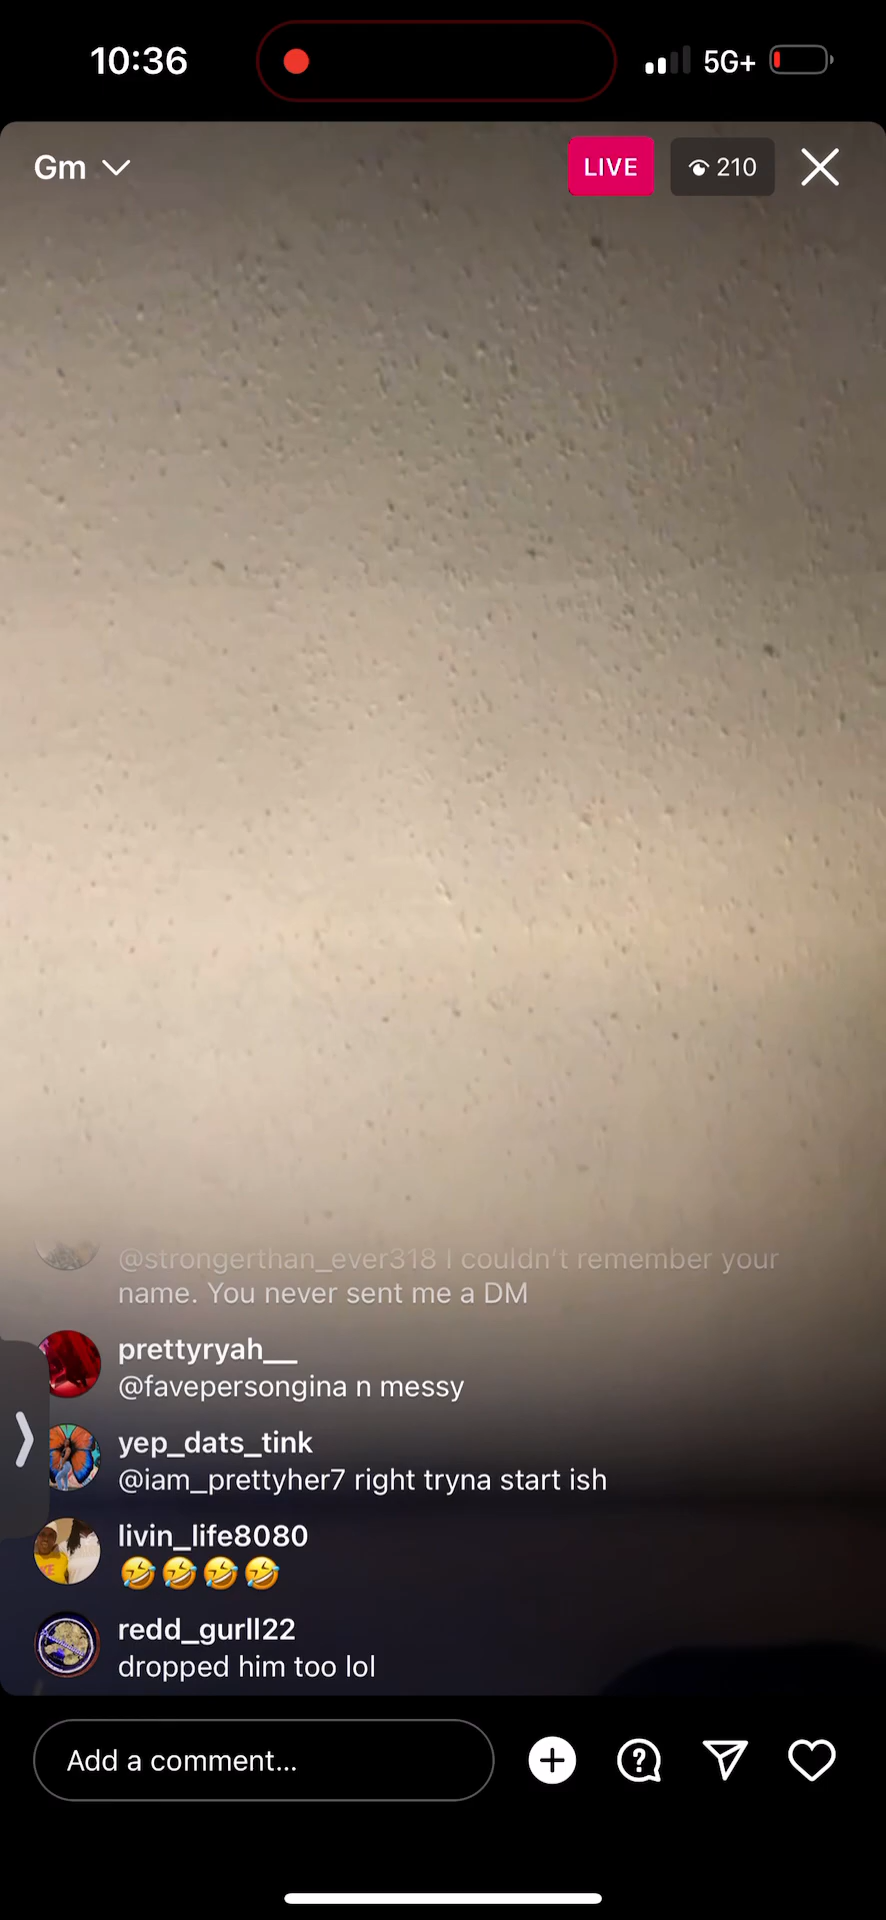 10:36
5G+
Gm
LIVE
210
@strongerthan_ever318 I couldn't remember your
name. You never sent me a DM
prettyryah__
@favepersongina n messy
yep_dats_tink
@iam_prettyher7 right tryna start ish
livin_life8080
🤣🤣🤣🤣
redd_gurll22
dropped him too lol
Add a comment...